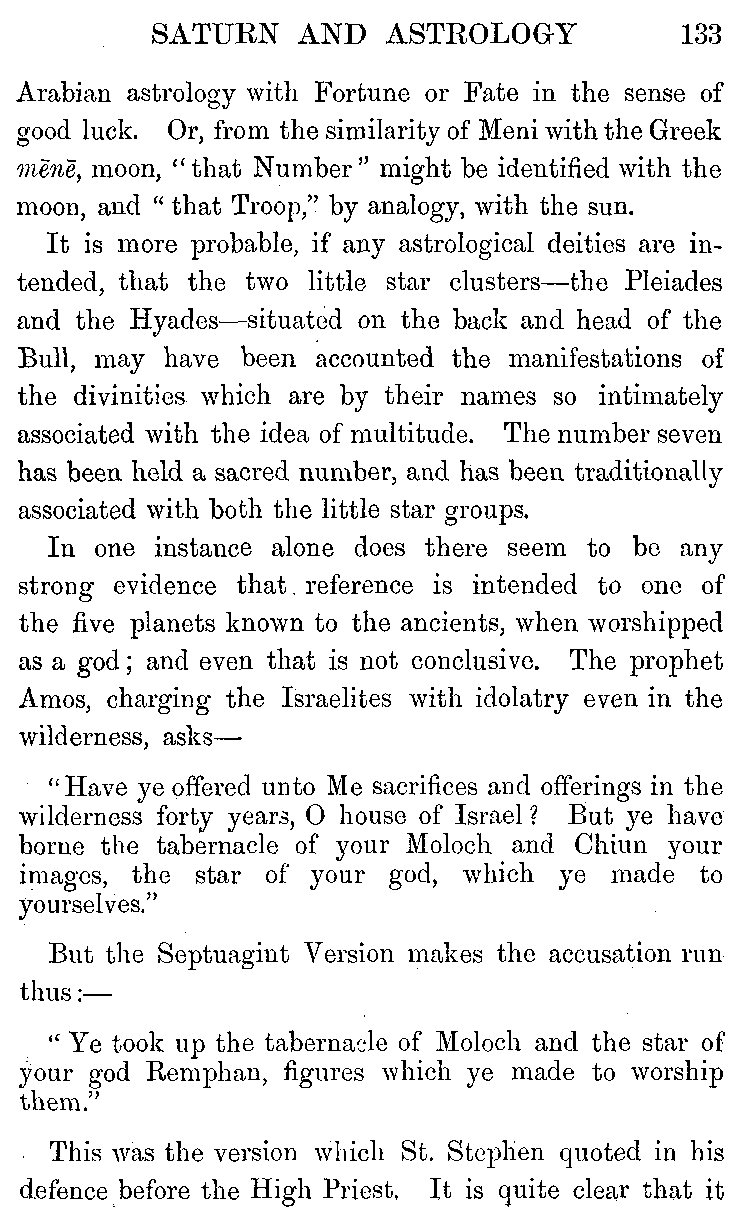 SATURN AND ASTROLOGY 133
Arabian astrology with Fortune or Fate in the sense of
good luck. Or, from the similarity of Meni with the Greek
mēnē, moon, “that Number” might be identified with the
moon, and “that Troop,” by analogy, with the sun.
It is more probable, if any astrological deities are in-
tended, that the two little star clusters—the Pleiades
and the Hyades—situated on the back and head of the
Bull, may have been accounted the manifestations of
the divinities which are by their names so intimately
associated with the idea of multitude. The number seven
has been held a sacred number, and has been traditionally
associated with both the little star groups.
In one instance alone does there seem to be any
strong evidence that reference is intended to one of
the five planets known to the ancients, when worshipped
as a god; and even that is not conclusive. The prophet
Amos, charging the Israelites with idolatry even in the
wilderness, asks—
“Have ye offered unto Me sacrifices and offerings in the
wilderness forty years, O house of Israel? But ye have
borne the tabernacle of your Moloch and Chiun your
images, the star of your god, which ye made to
yourselves.”
But the Septuagint Version makes the accusation run
thus:—
“Ye took up the tabernacle of Moloch and the star of
your god Remphan, figures which ye made to worship
them.”
This was the version which St. Stephen quoted in his
defence before the High Priest. It is quite clear that it